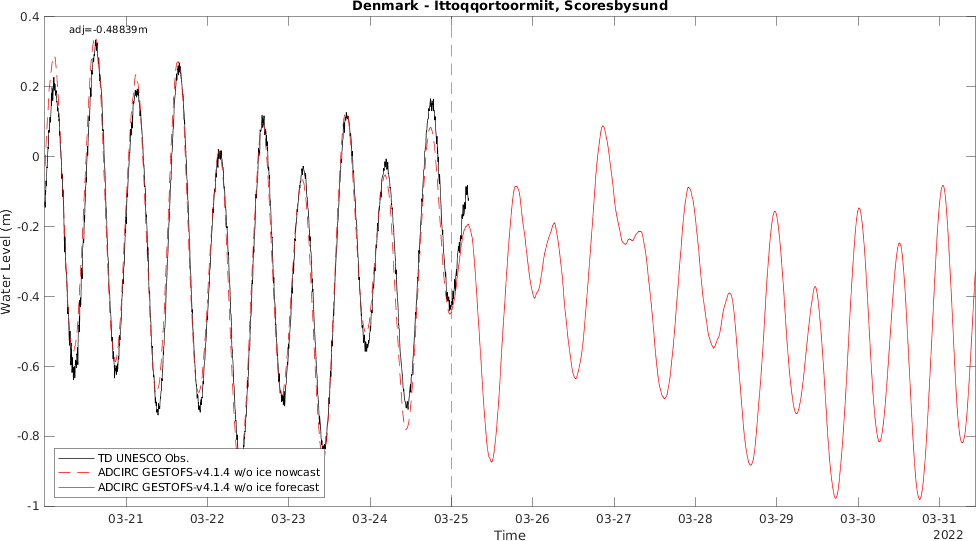 Denmark - Ittoqqortoormiit, Scoresbysund
adj=-0.48839m
0.4
0.2
0
-0.2
-0.4
-0.6
-0.8
-1
Water Level (m)
TD UNESCO Obs.
ADCIRC GESTOFS-v4.1.4 w/o ice nowcast
ADCIRC GESTOFS-v4.1.4 w/o ice forecast
03-21 03-22 03-23 03-24 03-25 03-26 03-27 03-28 03-29 03-30 03-31
Time
2022